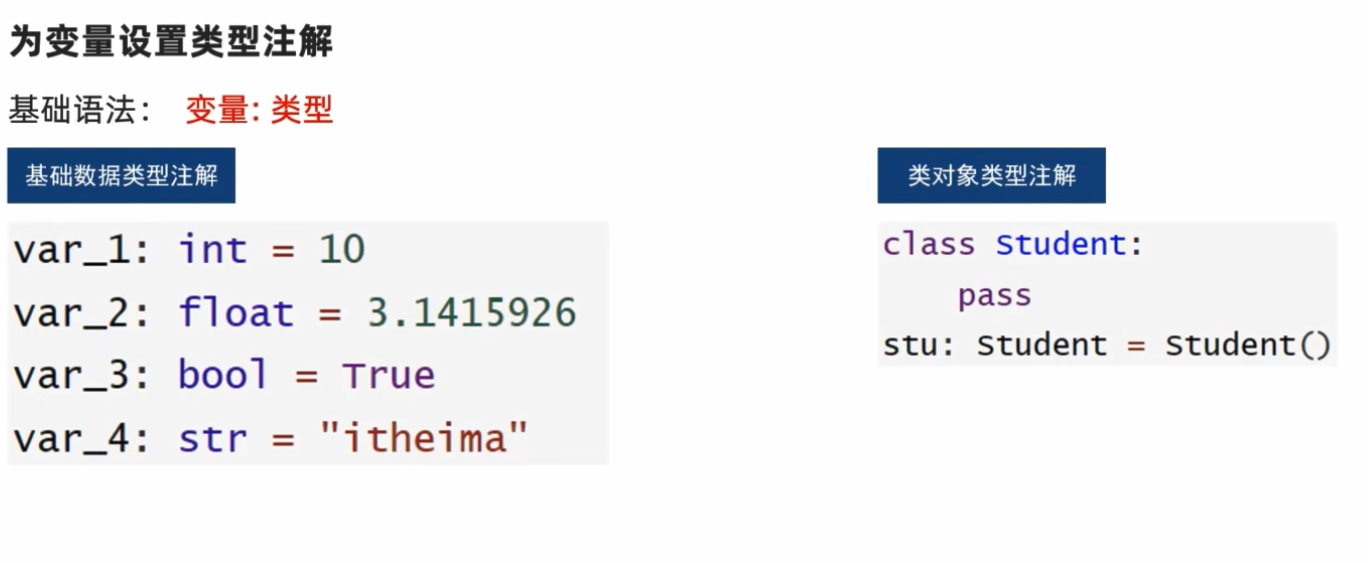 为变量设置类型注解
基础语法： 变量: 类型
基础数据类型注解
var_1: int = 10
var_2: float = 3.1415926
var_3: bool = True
var_4: str = "itheima"
类对象类型注解
class Student:
    pass
stu: Student = Student()